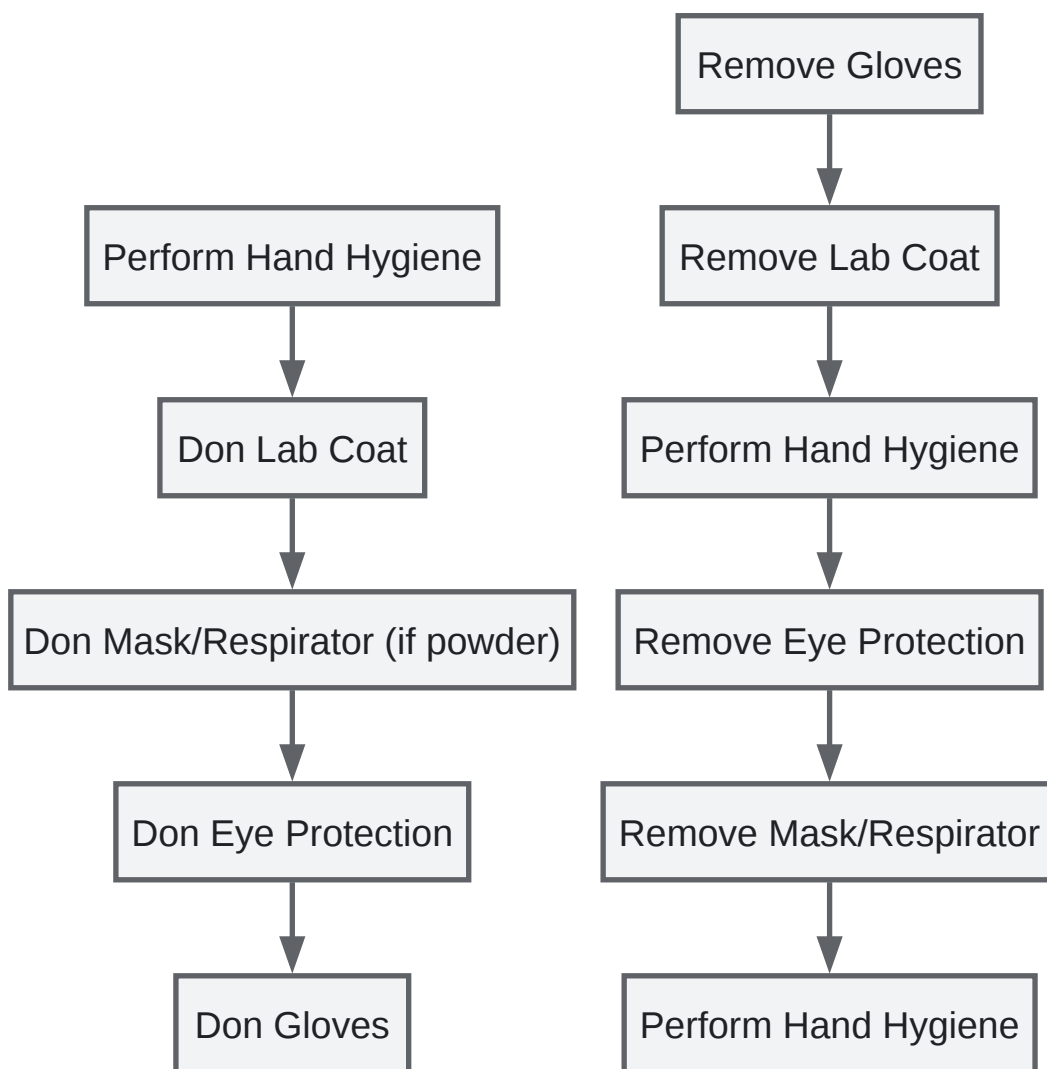 Perform Hand Hygiene
Don Lab Coat
Don Mask/Respirator (if powder)
Don Eye Protection
Don Gloves
Remove Gloves
Remove Lab Coat
Perform Hand Hygiene
Remove Eye Protection
Remove Mask/Respirator
Perform Hand Hygiene